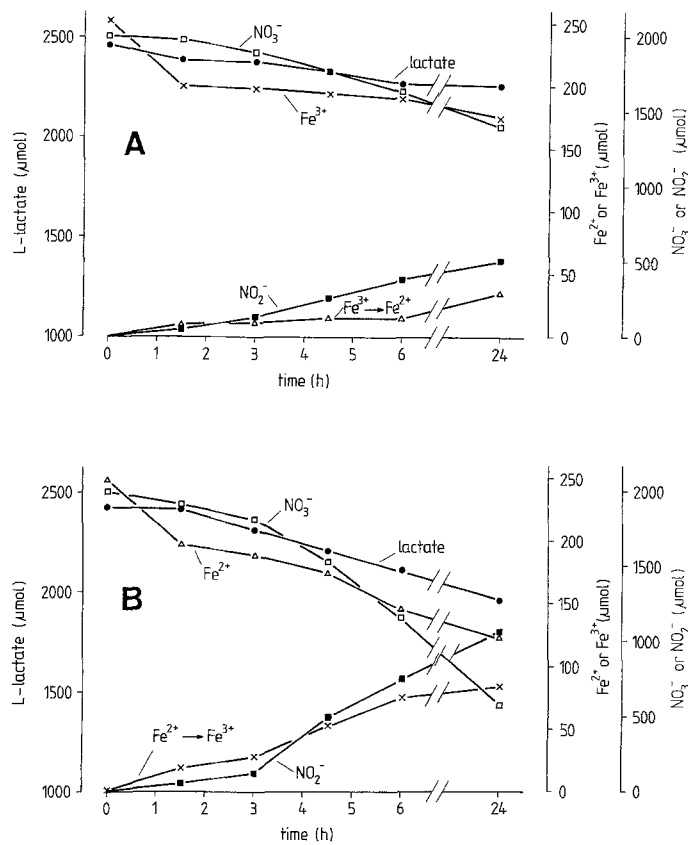 2500
2000
1500
1000
L-lactate (μmol)
A
NO₃⁻
lactate
Fe³⁺
NO₂⁻
Fe³⁺ → Fe²⁺
0 1 2 3 4 5 6 24
time (h)
250
200
150
100
50
0
Fe²⁺ or Fe³⁺ (μmol)
2000
1500
1000
500
0
NO₃⁻ or NO₂⁻ (μmol)
2500
2000
1500
1000
L-lactate (μmol)
B
NO₃⁻
lactate
Fe²⁺
Fe²⁺ → Fe³⁺
NO₂⁻
0 1 2 3 4 5 6 24
time (h)
250
200
150
100
50
0
Fe²⁺ or Fe³⁺ (μmol)
2000
1500
1000
500
0
NO₃⁻ or NO₂⁻ (μmol)